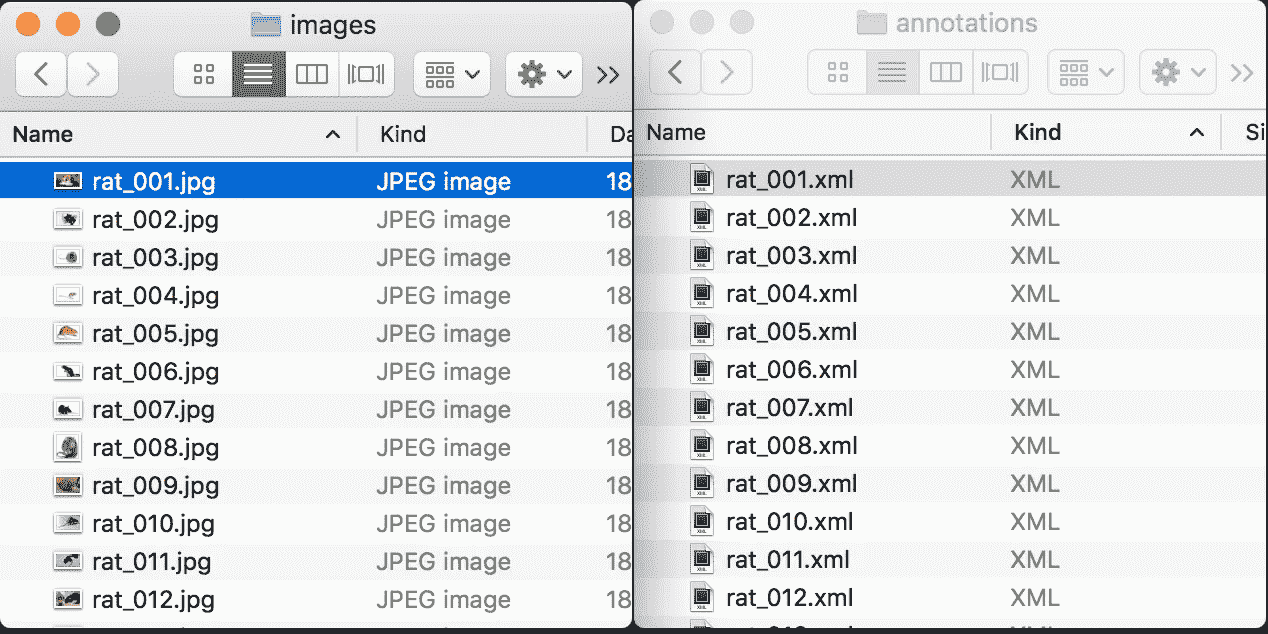 images
Name Kind Da
rat_001.jpg JPEG image 18
rat_002.jpg JPEG image 18
rat_003.jpg JPEG image 18
rat_004.jpg JPEG image 18
rat_005.jpg JPEG image 18
rat_006.jpg JPEG image 18
rat_007.jpg JPEG image 18
rat_008.jpg JPEG image 18
rat_009.jpg JPEG image 18
rat_010.jpg JPEG image 18
rat_011.jpg JPEG image 18
rat_012.jpg JPEG image 18
annotations
Name Kind Si
rat_001.xml XML
rat_002.xml XML
rat_003.xml XML
rat_004.xml XML
rat_005.xml XML
rat_006.xml XML
rat_007.xml XML
rat_008.xml XML
rat_009.xml XML
rat_010.xml XML
rat_011.xml XML
rat_012.xml XML